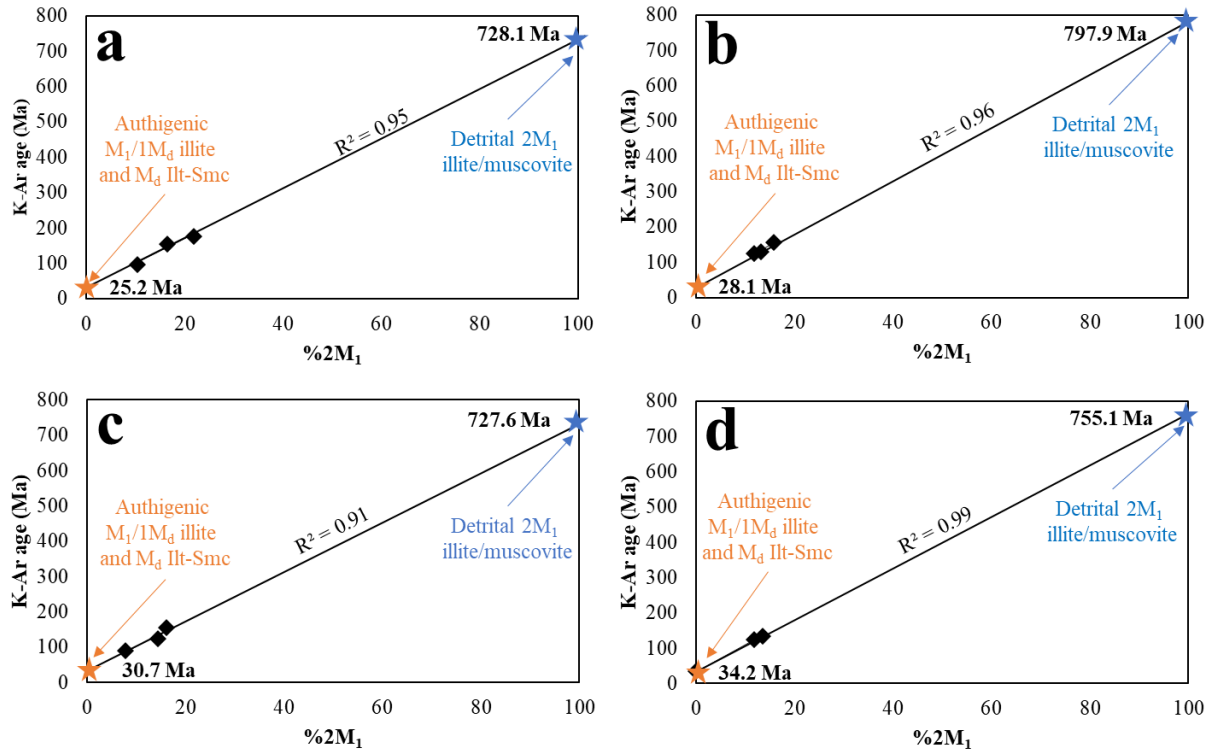 a
K-Ar age (Ma)
800
700
600
500
400
300
200
100
0
728.1 Ma
Authigenic
M₁/1M_d illite
and M_d Ilt-Smc
R² = 0.95
Detrital 2M₁
illite/muscovite
25.2 Ma
0 20 40 60 80 100
%2M₁
b
K-Ar age (Ma)
800
700
600
500
400
300
200
100
0
797.9 Ma
Authigenic
M₁/1M_d illite
and M_d Ilt-Smc
R² = 0.96
Detrital 2M₁
illite/muscovite
28.1 Ma
0 20 40 60 80 100
%2M₁
c
K-Ar age (Ma)
800
700
600
500
400
300
200
100
0
727.6 Ma
Authigenic
M₁/1M_d illite
and M_d Ilt-Smc
R² = 0.91
Detrital 2M₁
illite/muscovite
30.7 Ma
0 20 40 60 80 100
%2M₁
d
K-Ar age (Ma)
800
700
600
500
400
300
200
100
0
755.1 Ma
Authigenic
M₁/1M_d illite
and M_d Ilt-Smc
R² = 0.99
Detrital 2M₁
illite/muscovite
34.2 Ma
0 20 40 60 80 100
%2M₁